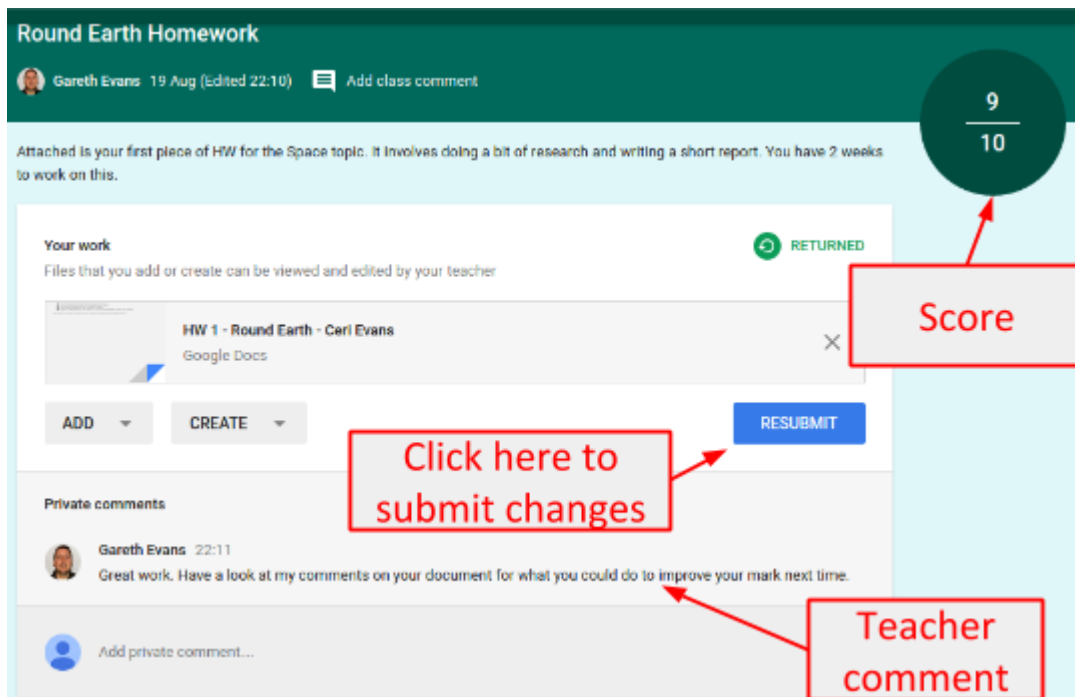 Round Earth Homework
Gareth Evans 19 Aug (Edited 22:10) Add class comment
9
10
Attached is your first piece of HW for the Space topic. It involves doing a bit of research and writing a short report. You have 2 weeks
to work on this.
Your work
RETURNED
Files that you add or create can be viewed and edited by your teacher
Score
HW 1 - Round Earth - Ceri Evans
Google Docs
ADD
CREATE
RESUBMIT
Click here to
submit changes
Private comments
Gareth Evans 22:11
Great work. Have a look at my comments on your document for what you could do to improve your mark next time.
Teacher
comment
Add private comment...